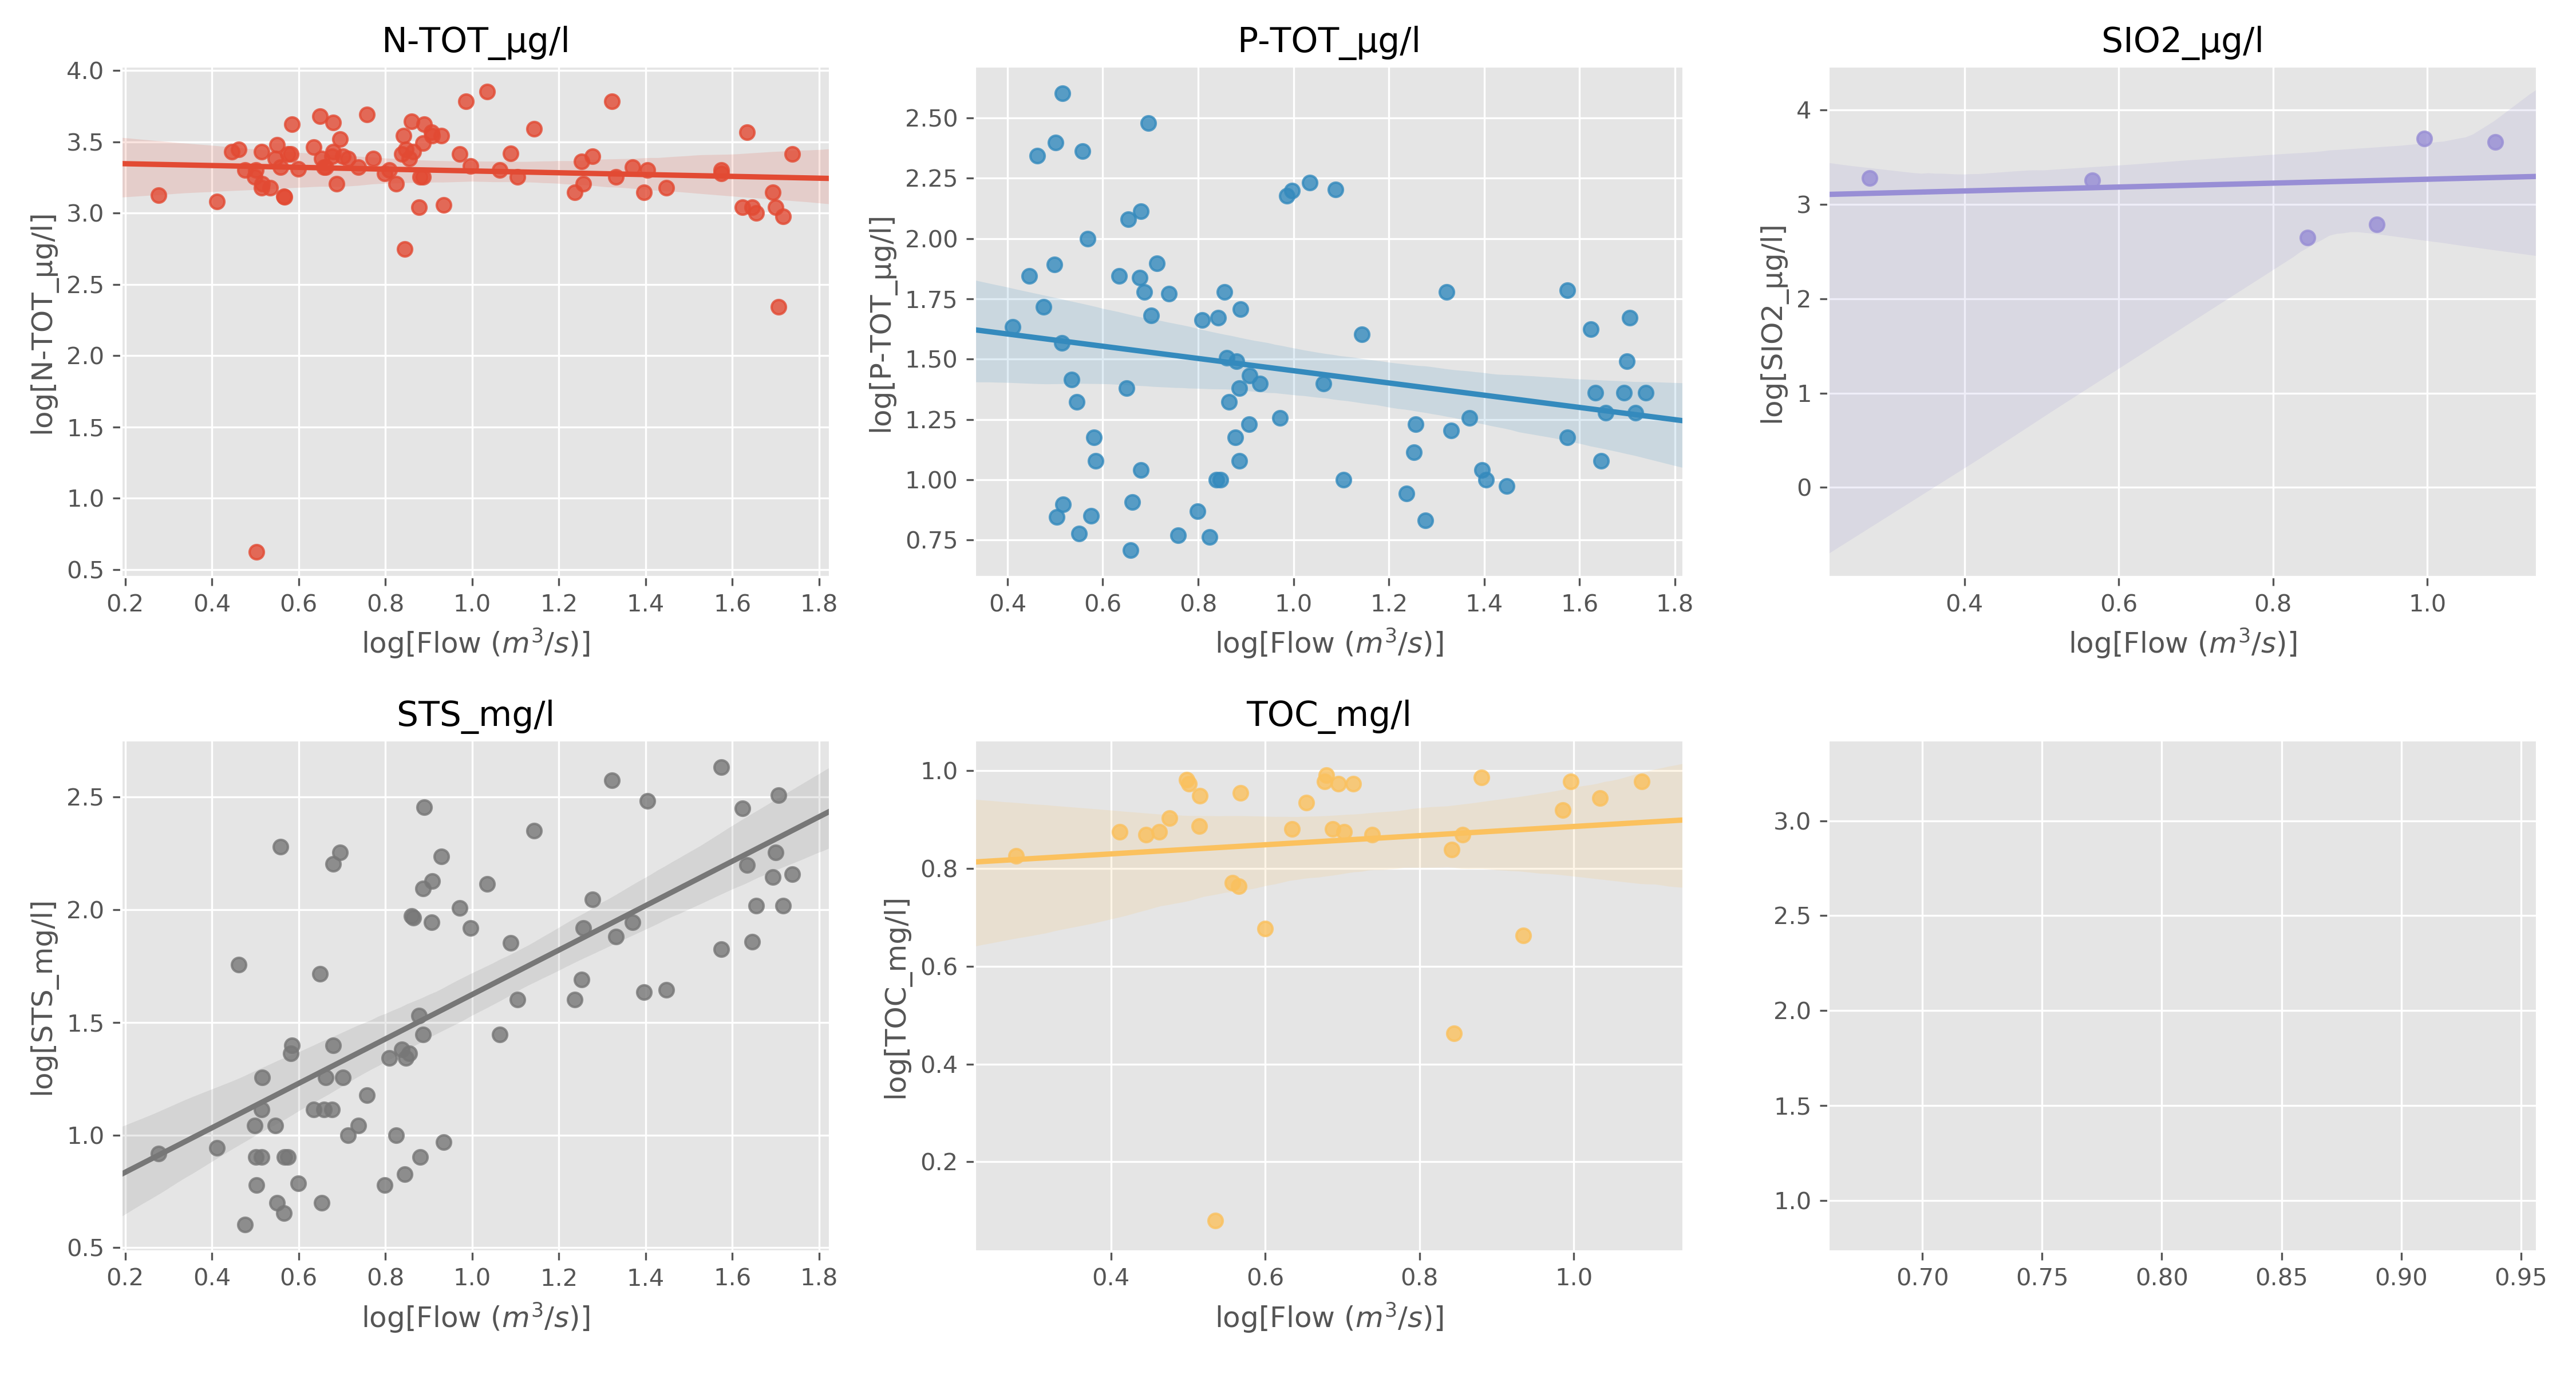 N-TOT_µg/l
P-TOT_µg/l
SIO2_µg/l
log[N-TOT_µg/l]
4.0
3.5
3.0
2.5
2.0
1.5
1.0
0.5
0.2 0.4 0.6 0.8 1.0 1.2 1.4 1.6 1.8
log[Flow (m³/s)]
log[P-TOT_µg/l]
2.50
2.25
2.00
1.75
1.50
1.25
1.00
0.75
0.4 0.6 0.8 1.0 1.2 1.4 1.6 1.8
log[Flow (m³/s)]
log[SIO2_µg/l]
4
3
2
1
0
0.4 0.6 0.8 1.0
log[Flow (m³/s)]
STS_mg/l
TOC_mg/l
log[STS_mg/l]
2.5
2.0
1.5
1.0
0.5
0.2 0.4 0.6 0.8 1.0 1.2 1.4 1.6 1.8
log[Flow (m³/s)]
log[TOC_mg/l]
1.0
0.8
0.6
0.4
0.2
0.4 0.6 0.8 1.0
log[Flow (m³/s)]
3.0
2.5
2.0
1.5
1.0
0.70 0.75 0.80 0.85 0.90 0.95